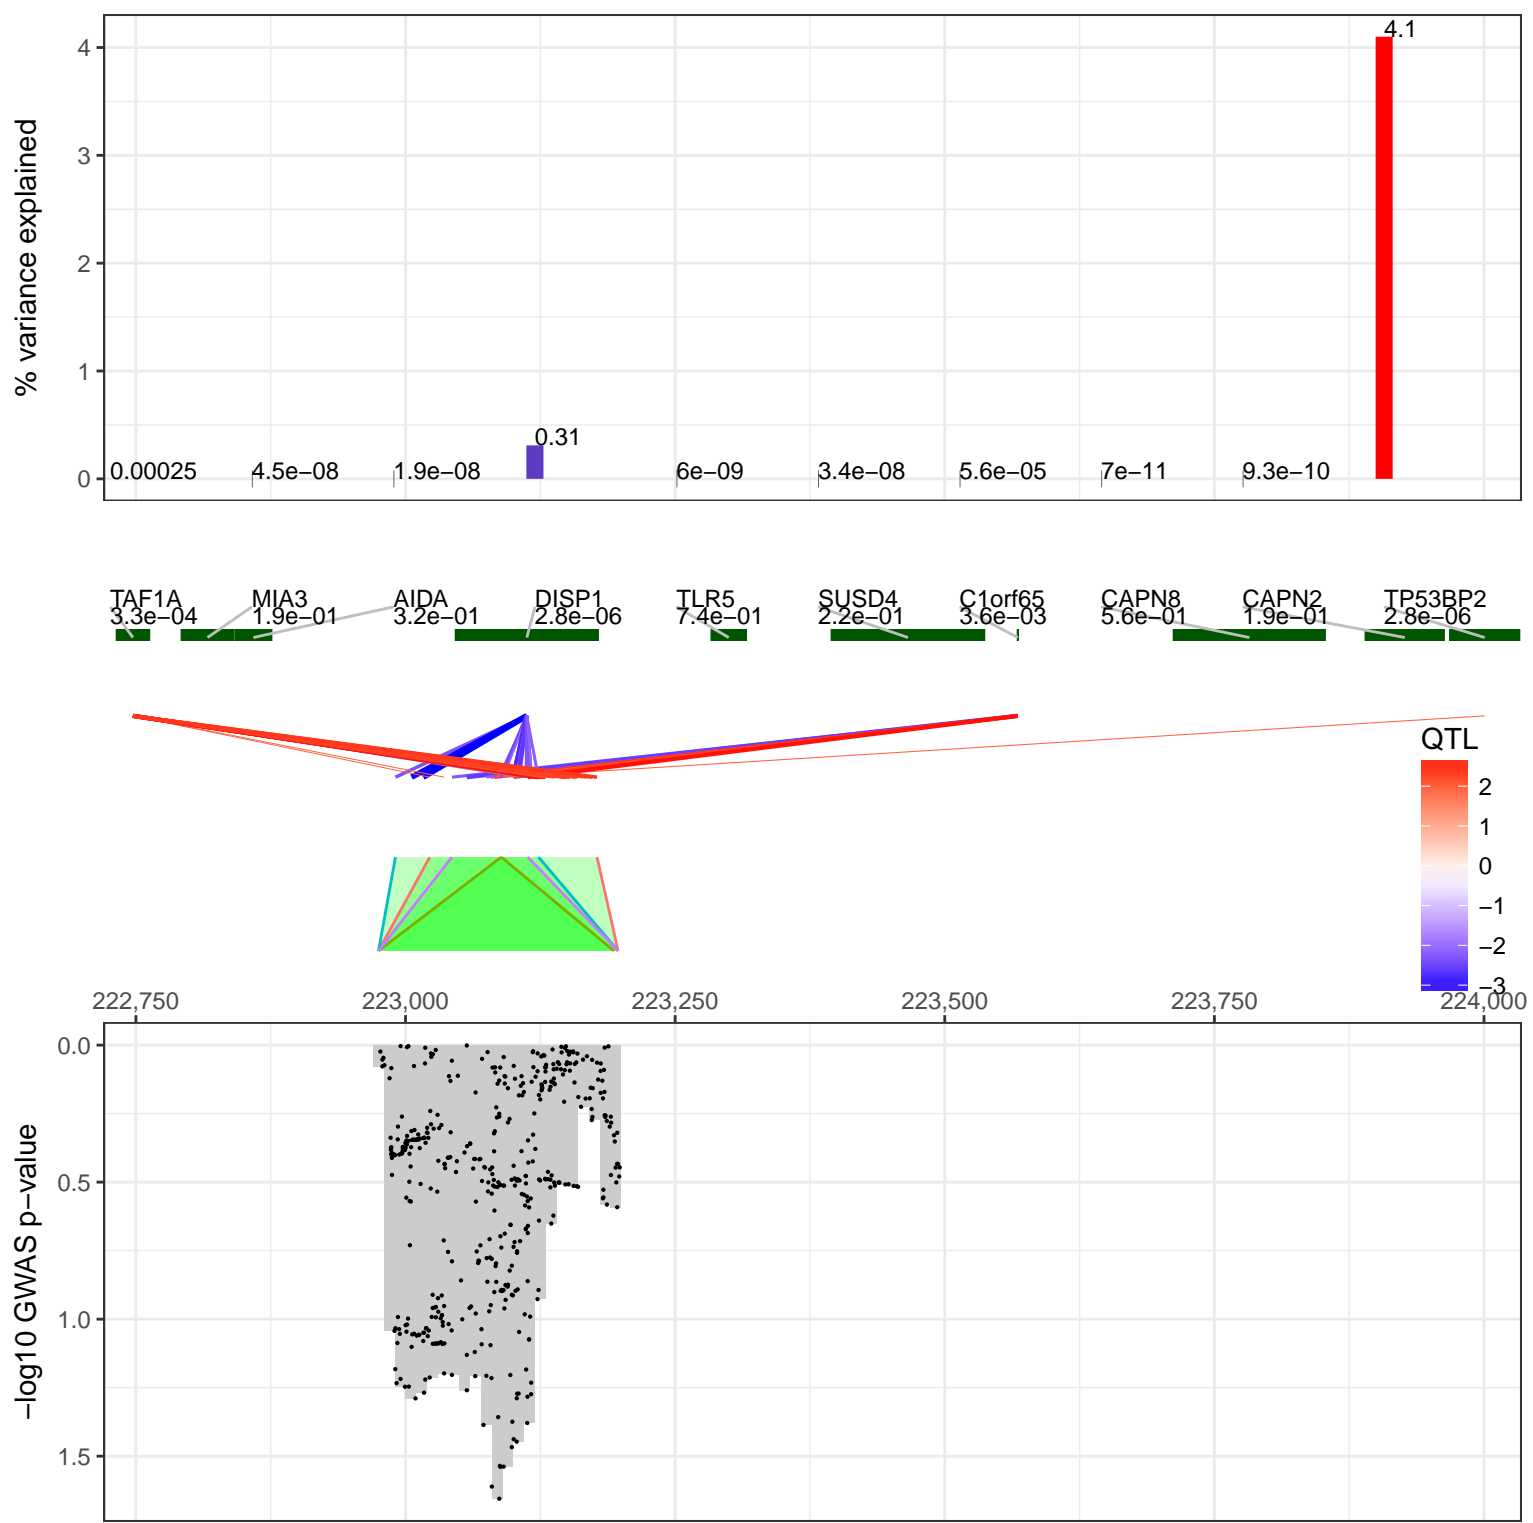 % variance explained
4
3
2
1
0
4.1
0.31
0.00025 4.5e−08 1.9e−08 6e−09 3.4e−08 5.6e−05 7e−11 9.3e−10
TAF1A MIA3 AIDA DISP1 TLR5 SUSD4 C1orf65 CAPN8 CAPN2 TP53BP2
3.3e−04 1.9e−01 3.2e−01 2.8e−06 7.4e−01 2.2e−01 3.6e−03 5.6e−01 1.9e−01 2.8e−06
QTL
2
1
0
−1
−2
−3
222,750 223,000 223,250 223,500 223,750 224,000
−log10 GWAS p−value
0.0
0.5
1.0
1.5